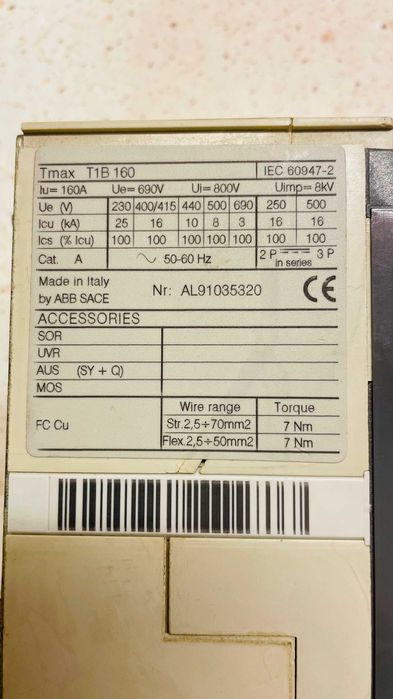 Tmax T1B 160 IEC 60947-2
Iu= 160A Ue= 690V Ui= 800V Uimp= 8kV
Ue (V) 230 400/415 440 500 690 250 500
Icu (kA) 25 16 10 8 3 16 16
Ics (% Icu) 100 100 100 100 100 100 100
Cat. A ~ 50-60 Hz 2 P 3 P
in series
Made in Italy
by ABB SACE Nr: AL91035320 CE
ACCESSORIES
SOR
UVR
AUS (SY + Q)
MOS
Wire range Torque
FC Cu Str.2,5÷70mm2 7 Nm
Flex.2,5÷50mm2 7 Nm